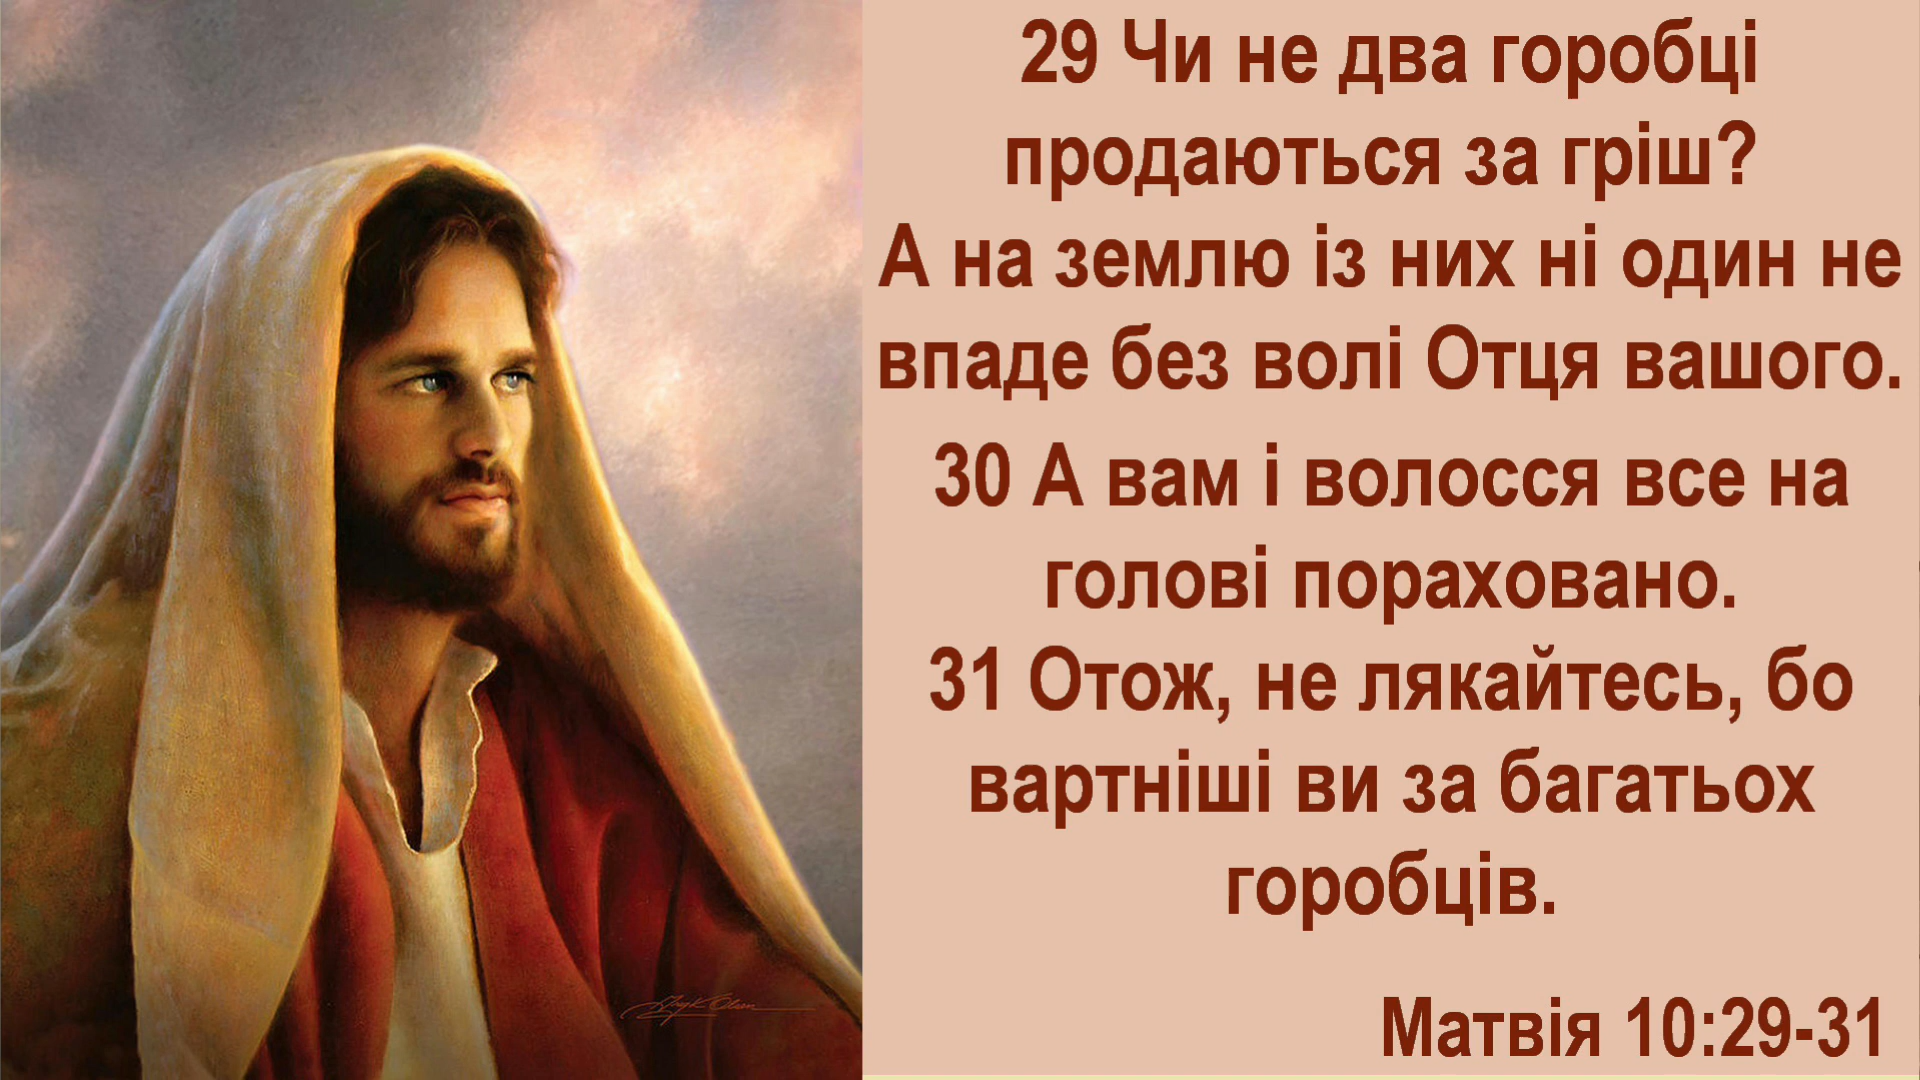 29 Чи не два горобці
продаються за гріш?
А на землю із них ні один не
впаде без волі Отця вашого.
30 А вам і волосся все на
голові пораховано.
31 Отож, не лякайтесь, бо
вартніші ви за багатьох
горобців.
Матвія 10:29-31
Greg K Olsen